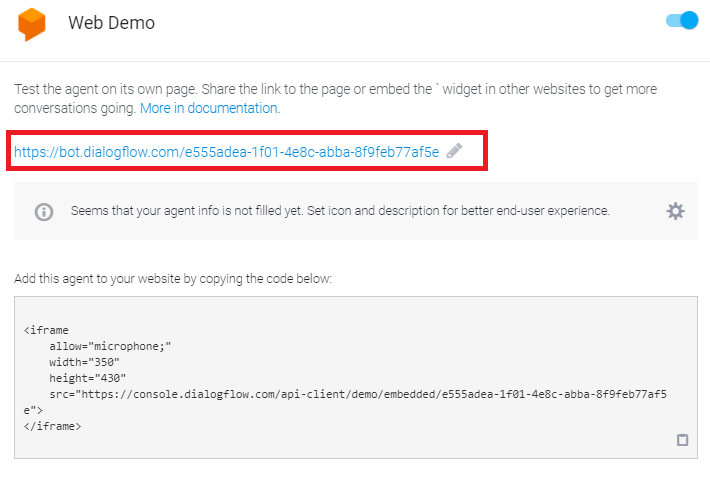 Web Demo
Test the agent on its own page. Share the link to the page or embed the ` widget in other websites to get more
conversations going. More in documentation.
https://bot.dialogflow.com/e555adea-1f01-4e8c-abba-8f9feb77af5e
Seems that your agent info is not filled yet. Set icon and description for better end-user experience.
Add this agent to your website by copying the code below:
<iframe
    allow="microphone;"
    width="350"
    height="430"
    src="https://console.dialogflow.com/api-client/demo/embedded/e555adea-1f01-4e8c-abba-8f9feb77af5
e">
</iframe>